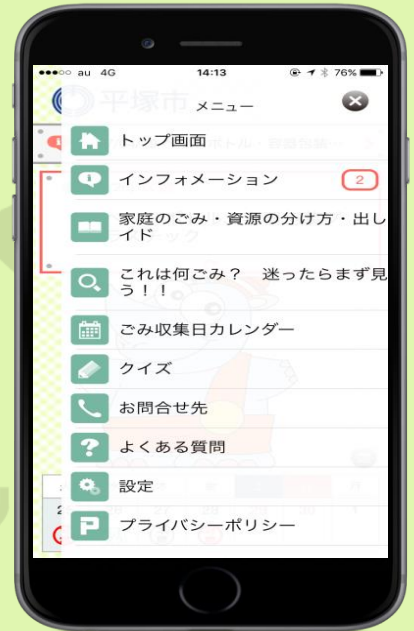 au 4G 14:13 76%
平塚市
メニュー
トップ画面
インフォメーション 2
家庭のごみ・資源の分け方・出し
イド
これは何ごみ？ 迷ったらまず見
う！！
ごみ収集日カレンダー
クイズ
お問合せ先
よくある質問
設定
プライバシーポリシー